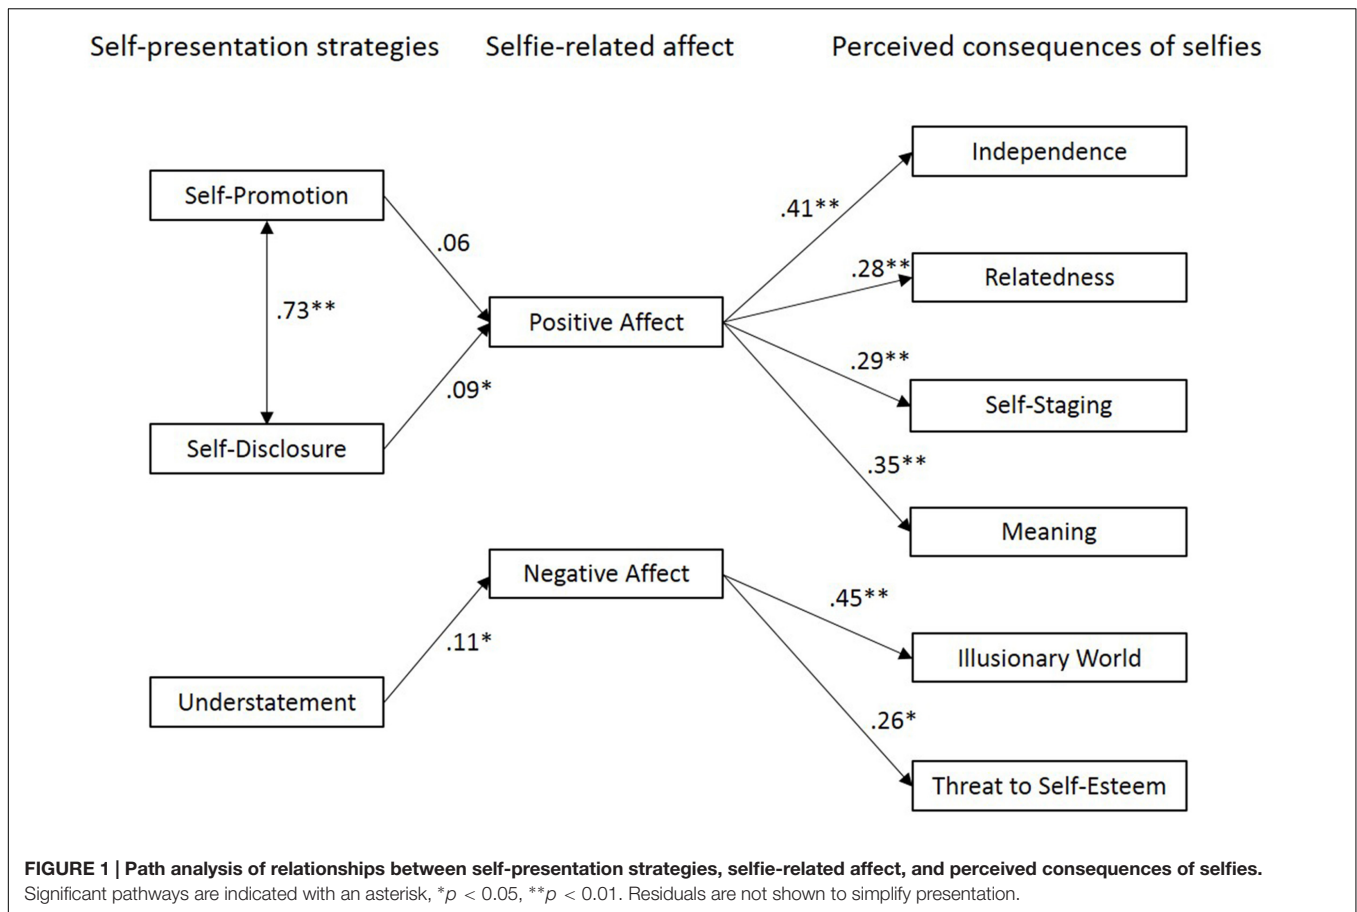 Self-presentation strategies
Selfie-related affect
Perceived consequences of selfies
Independence
Self-Promotion
.41**
.06
.28**
Relatedness
.73**
Positive Affect
.29**
.09*
Self-Staging
Self-Disclosure
.35**
Meaning
Negative Affect
.45**
.11*
Illusionary World
Understatement
.26*
Threat to Self-Esteem
FIGURE 1 | Path analysis of relationships between self-presentation strategies, selfie-related affect, and perceived consequences of selfies.
Significant pathways are indicated with an asterisk, *p < 0.05, **p < 0.01. Residuals are not shown to simplify presentation.